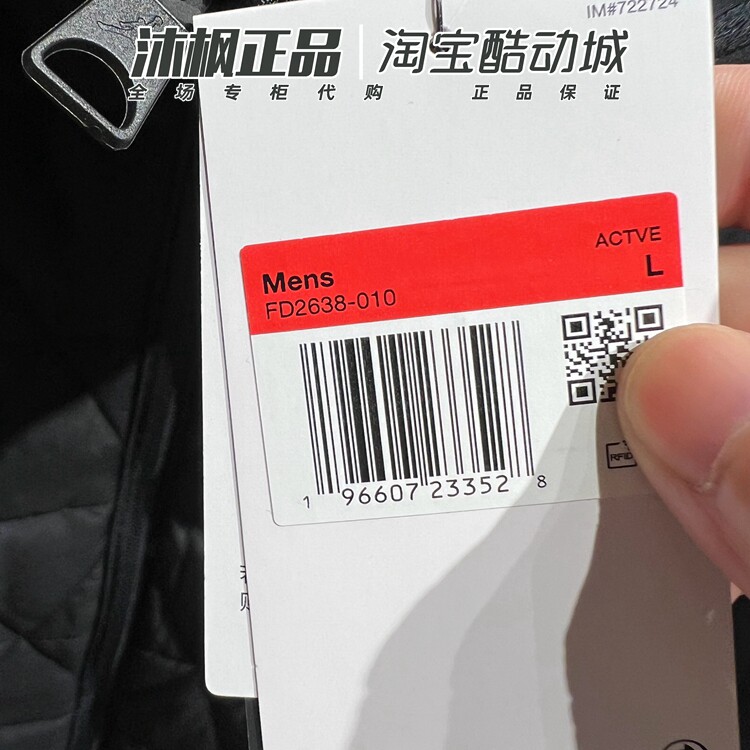 IM#722724
沐枫正品 | 淘宝酷动城
全场专柜代购 正品保证
ACTVE
Mens
L
FD2638-010
RFID
1 96607 23352 8